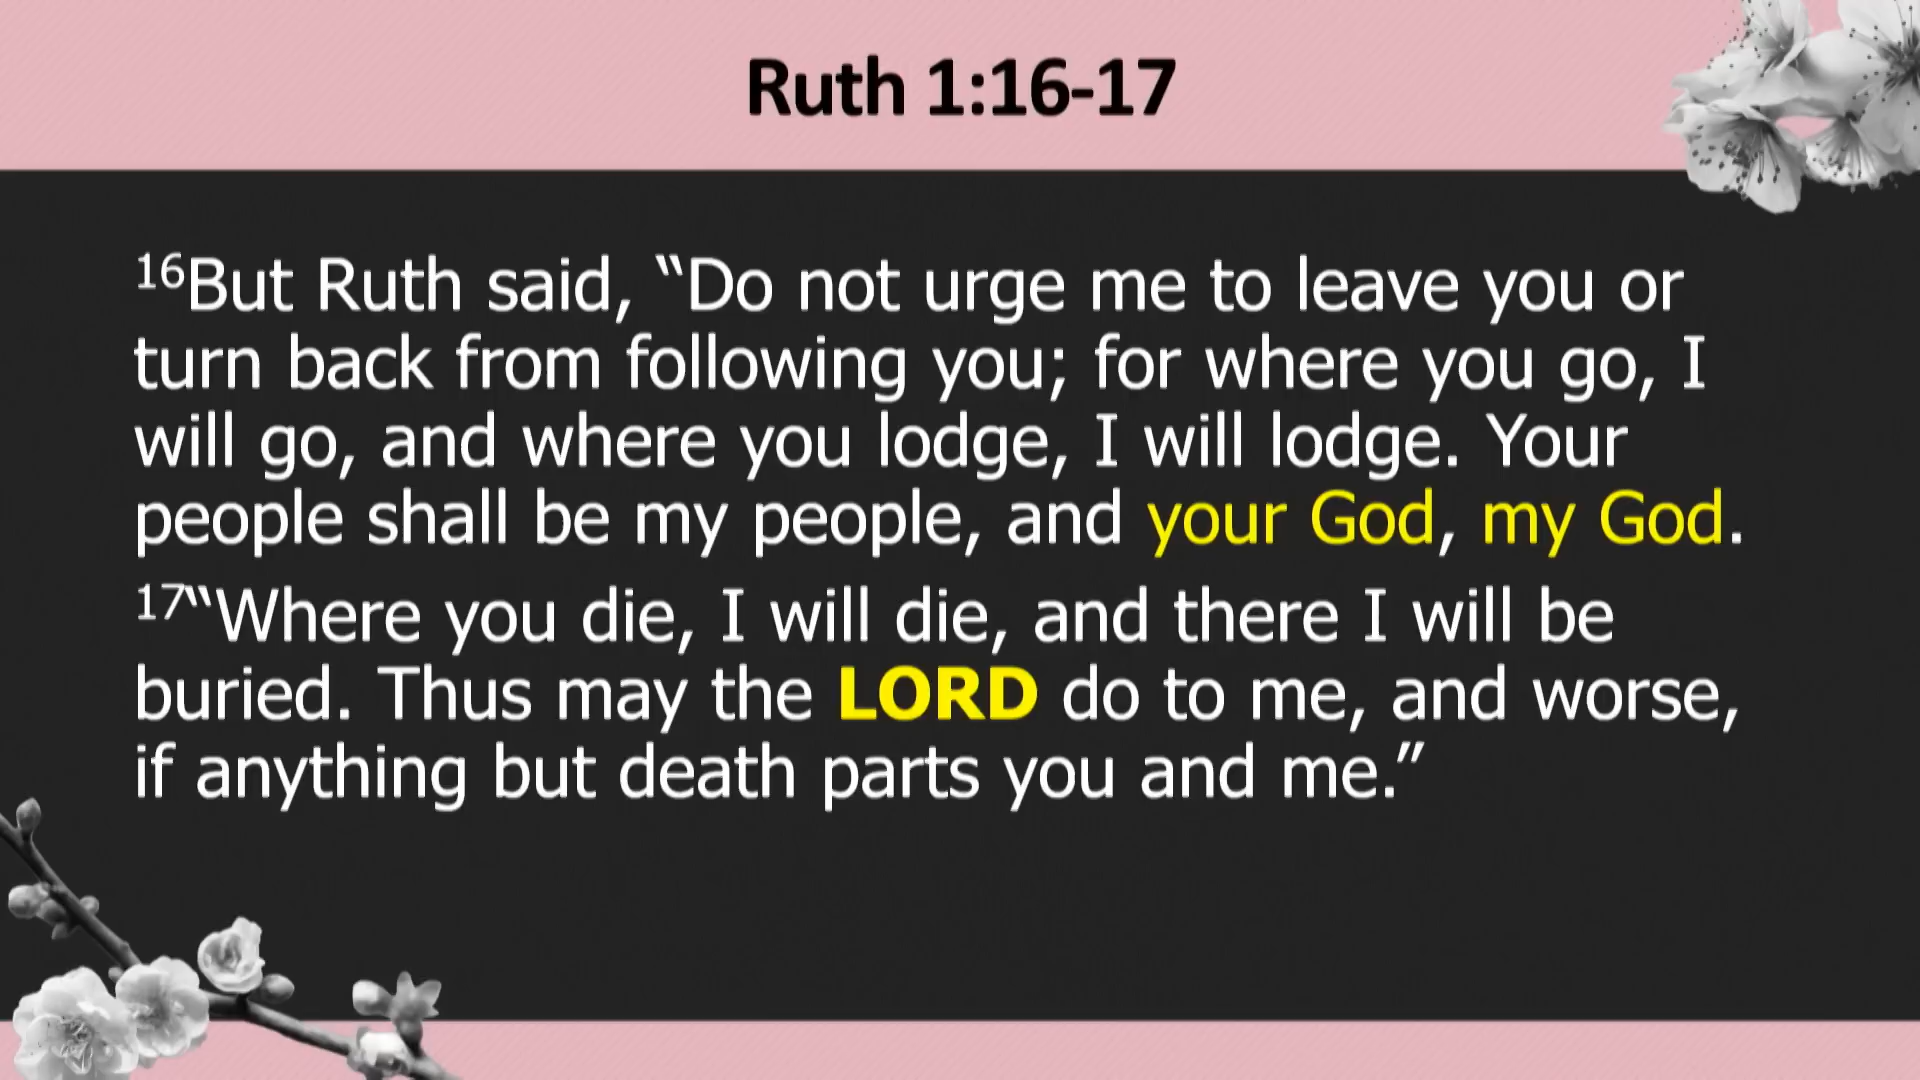 Ruth 1:16-17
16But Ruth said, “Do not urge me to leave you or
turn back from following you; for where you go, I
will go, and where you lodge, I will lodge. Your
people shall be my people, and your God, my God.
17“Where you die, I will die, and there I will be
buried. Thus may the LORD do to me, and worse,
if anything but death parts you and me.”